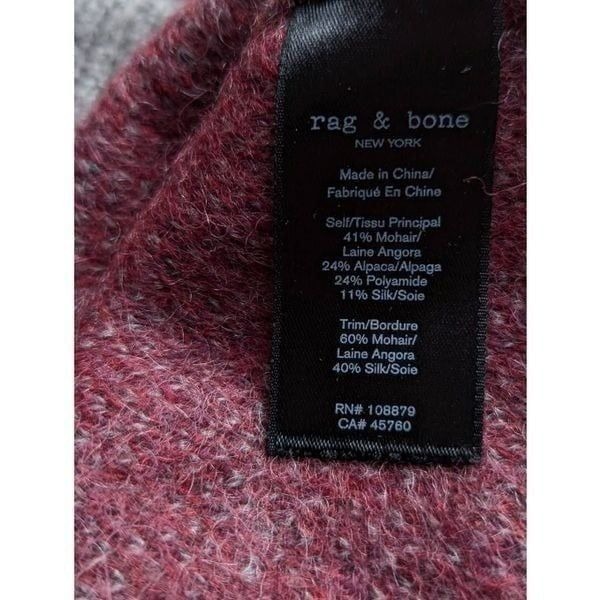 rag & bone
NEW YORK
Made in China/
Fabriqué En Chine
Self/Tissu Principal
41% Mohair/
Laine Angora
24% Alpaca/Alpaga
24% Polyamide
11% Silk/Soie
Trim/Bordure
60% Mohair/
Laine Angora
40% Silk/Soie
RN# 108879
CA# 45760